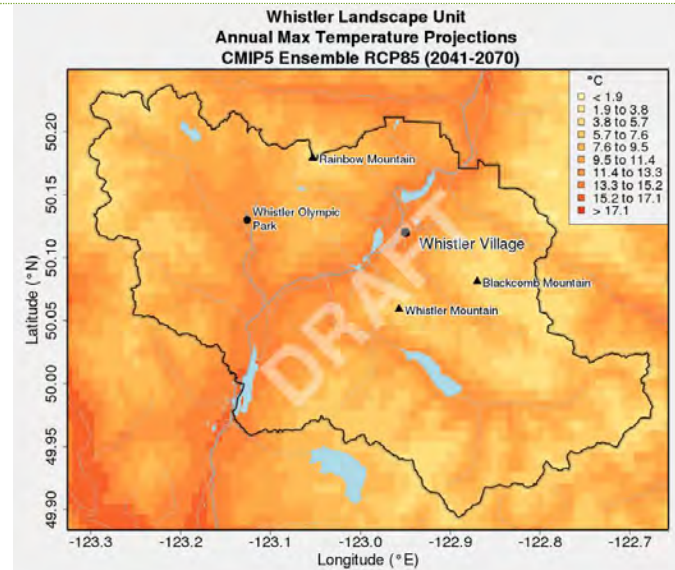 Whistler Landscape Unit
Annual Max Temperature Projections
CMIP5 Ensemble RCP85 (2041-2070)
°C
< 1.9
1.9 to 3.8
3.8 to 5.7
5.7 to 7.6
7.6 to 9.5
9.5 to 11.4
11.4 to 13.3
13.3 to 15.2
15.2 to 17.1
> 17.1
50.20
50.15
50.10
50.05
50.00
49.95
49.90
Latitude (°N)
Rainbow Mountain
Whistler Olympic
Park
Whistler Village
Blackcomb Mountain
Whistler Mountain
DRAFT
-123.3
-123.2
-123.1
-123.0
-122.9
-122.8
-122.7
Longitude (°E)